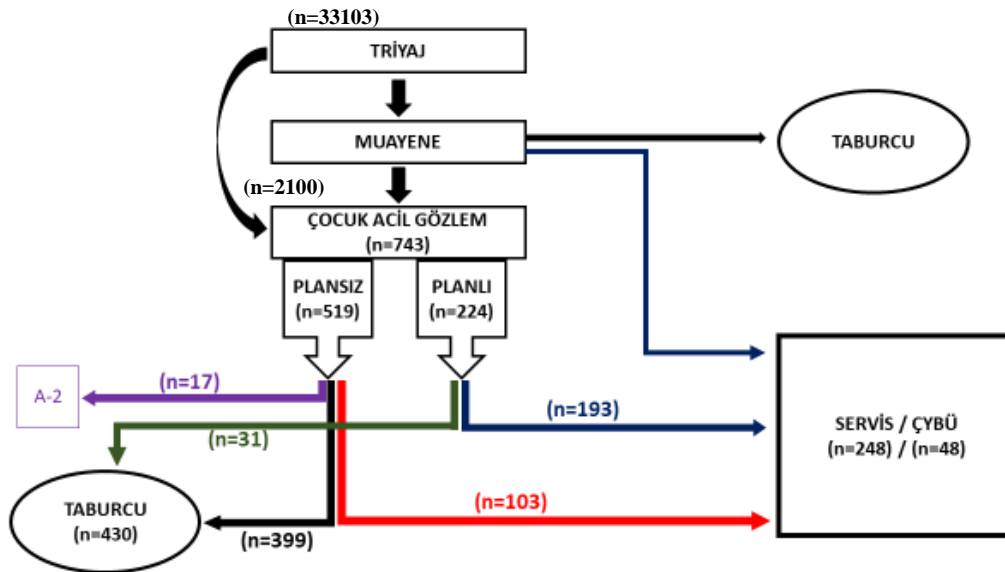 (n=33103)
TRİYAJ
MUAYENE
TABURCU
(n=2100)
ÇOCUK ACİL GÖZLEM
(n=743)
PLANSIZ
(n=519)
PLANLI
(n=224)
(n=17)
A-2
(n=193)
(n=31)
SERVİS / ÇYBÜ
(n=248) / (n=48)
(n=103)
TABURCU
(n=430)
(n=399)